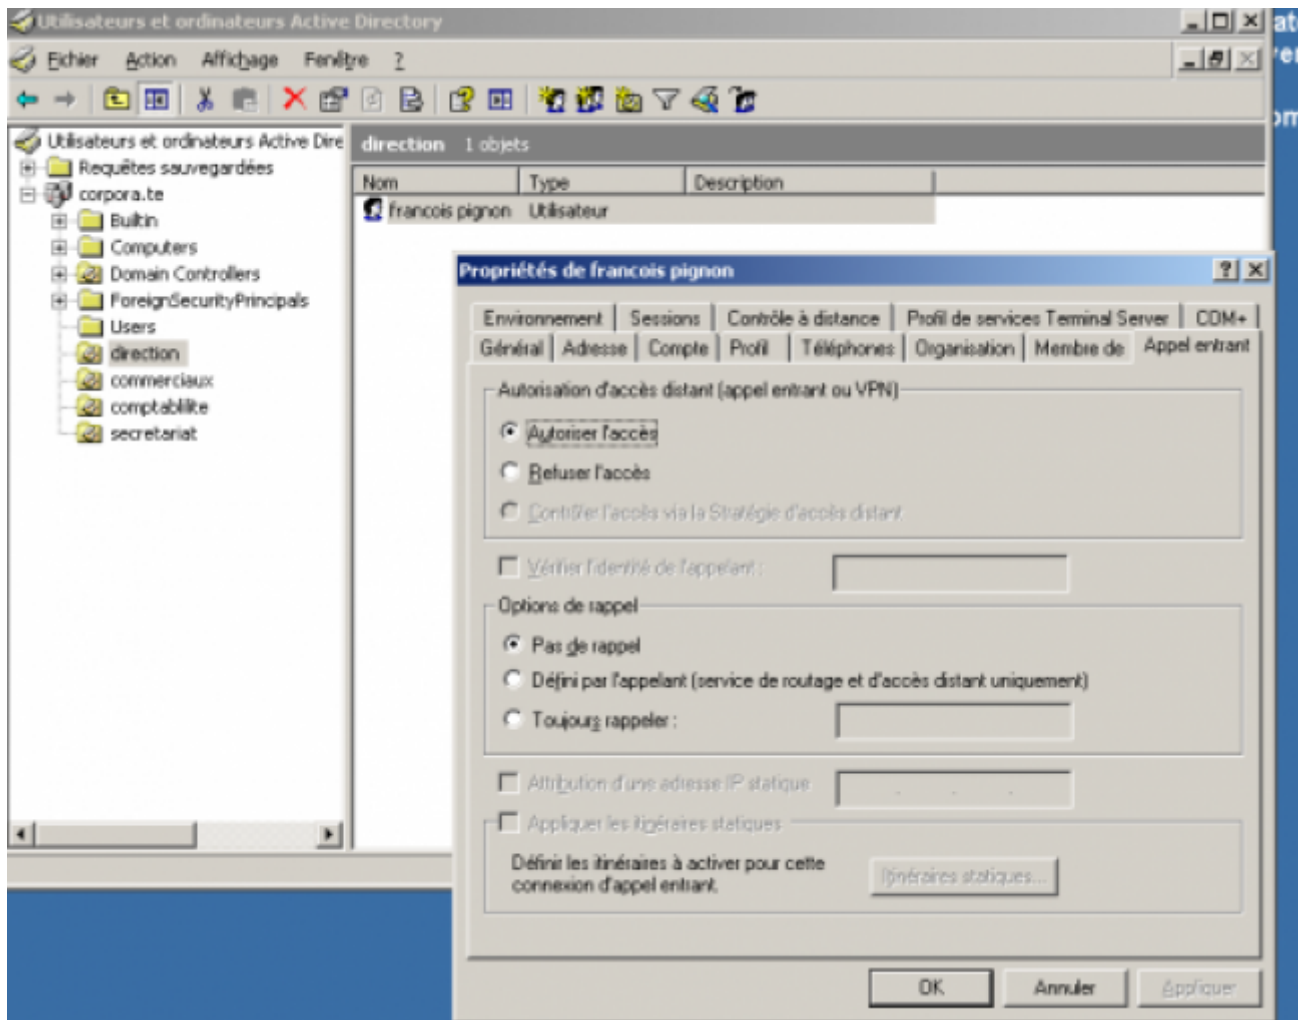 Utilisateurs et ordinateurs Active Directory
Fichier Action Affichage Fenêtre ?
Utilisateurs et ordinateurs Active Dire
Requêtes sauvegardées
corpora.te
Builtin
Computers
Domain Controllers
ForeignSecurityPrincipals
Users
direction
commerciaux
comptablilite
secretariat
direction 1 objets
Nom Type Description
francois pignon Utilisateur
Propriétés de francois pignon
Environnement Sessions Contrôle à distance Profil de services Terminal Server COM+
Général Adresse Compte Profil Téléphones Organisation Membre de Appel entrant
Autorisation d'accès distant (appel entrant ou VPN)
Autoriser l'accès
Refuser l'accès
Contrôler l'accès via la Stratégie d'accès distant
Vérifier l'identité de l'appelant :
Options de rappel
Pas de rappel
Défini par l'appelant (service de routage et d'accès distant uniquement)
Toujours rappeler :
Attribution d'une adresse IP statique
Appliquer les itinéraires statiques
Définir les itinéraires à activer pour cette
connexion d'appel entrant.
Itinéraires statiques...
OK Annuler Appliquer